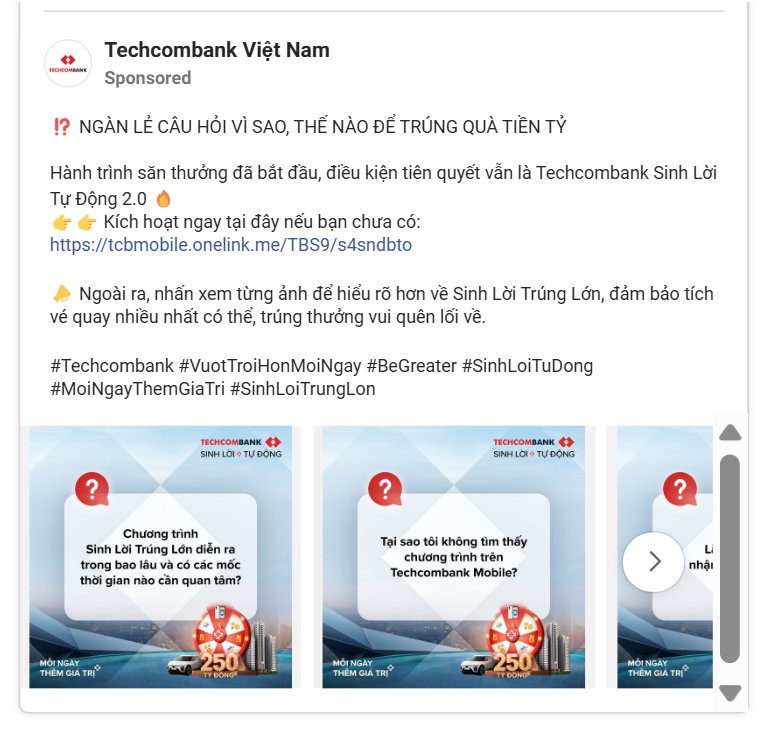 Techcombank Việt Nam
TECHCOMBANK
Sponsored
⁉ NGÀN LẺ CÂU HỎI VÌ SAO, THẾ NÀO ĐỂ TRÚNG QUÀ TIỀN TỶ
Hành trình săn thưởng đã bắt đầu, điều kiện tiên quyết vẫn là Techcombank Sinh Lời
Tự Động 2.0 🔥
👉👉 Kích hoạt ngay tại đây nếu bạn chưa có:
https://tcbmobile.onelink.me/TBS9/s4sndbto
📣 Ngoài ra, nhấn xem từng ảnh để hiểu rõ hơn về Sinh Lời Trúng Lớn, đảm bảo tích
vé quay nhiều nhất có thể, trúng thưởng vui quên lối về.
#Techcombank #VuotTroiHonMoiNgay #BeGreater #SinhLoiTuDong
#MoiNgayThemGiaTri #SinhLoiTrungLon
TECHCOMBANK
SINH LỜI TỰ ĐỘNG
?
Chương trình
Sinh Lời Trúng Lớn diễn ra
trong bao lâu và có các mốc
thời gian nào cần quan tâm?
MỖI NGÀY
THÊM GIÁ TRỊ
250
TỶ ĐỒNG
TECHCOMBANK
SINH LỜI TỰ ĐỘNG
?
Tại sao tôi không tìm thấy
chương trình trên
Techcombank Mobile?
MỖI NGÀY
THÊM GIÁ TRỊ
250
TỶ ĐỒNG
?
MỖI NGÀY
THÊM GIÁ TRỊ